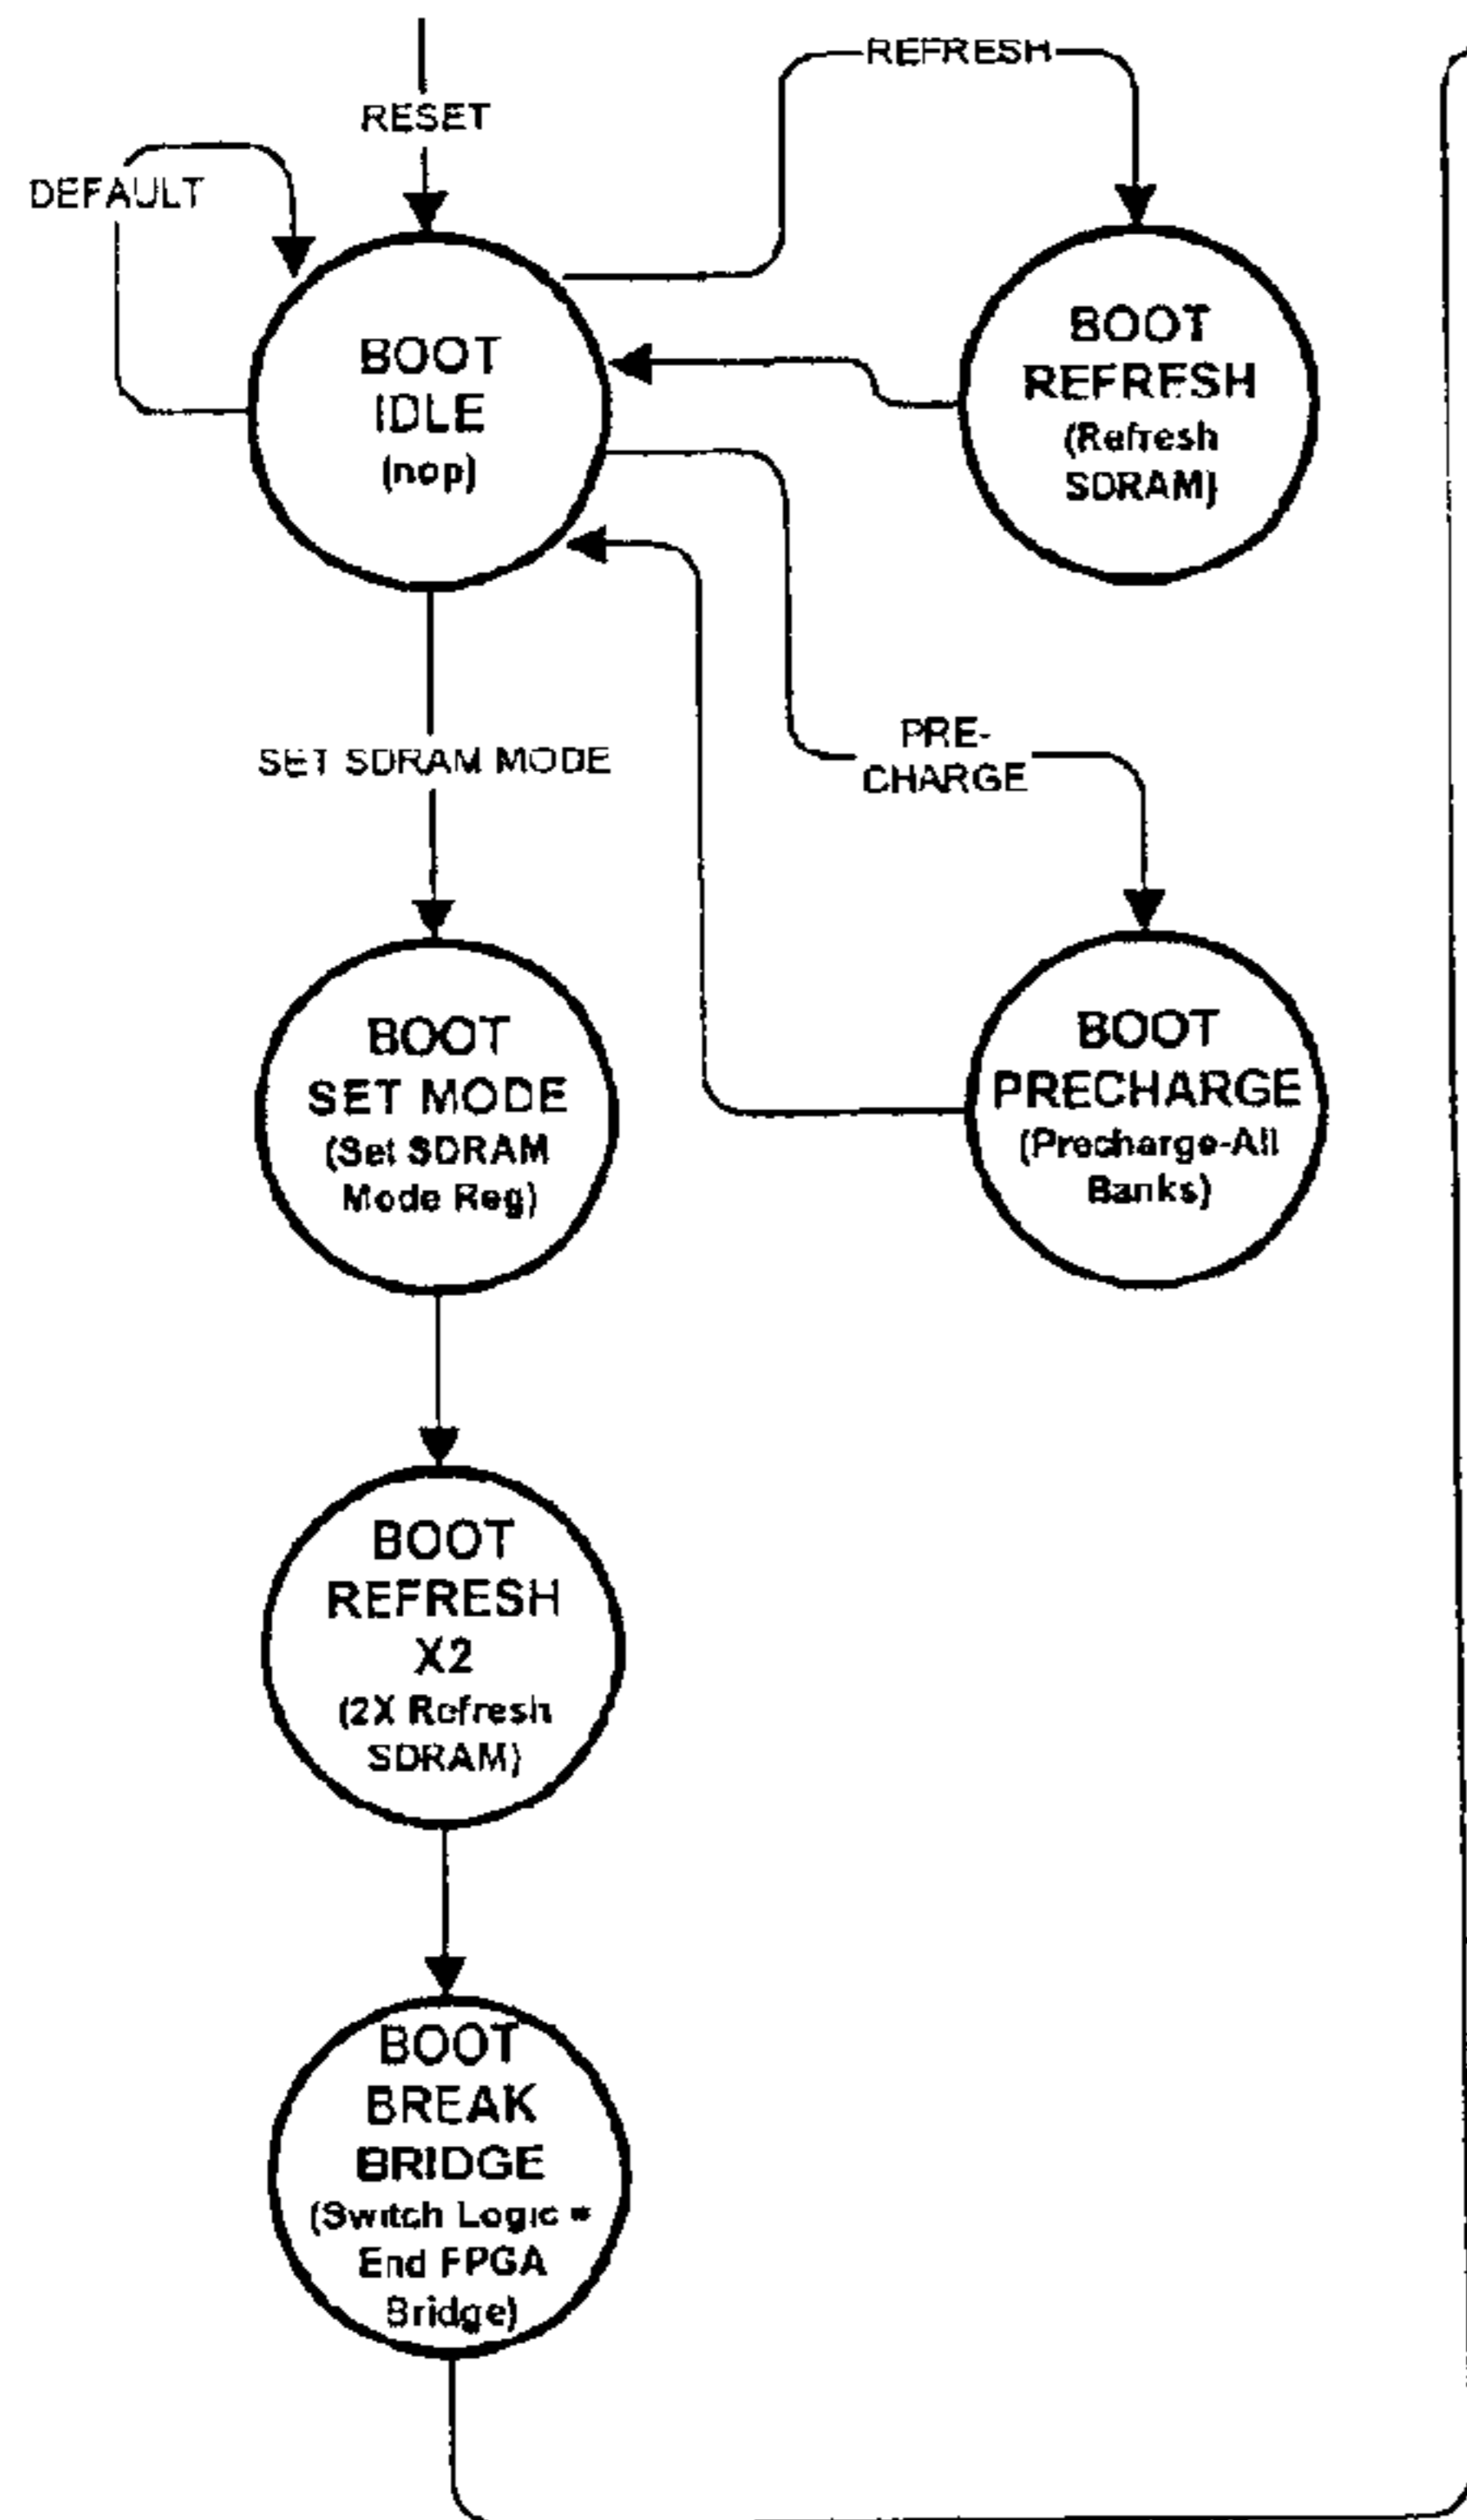 REFRESH
RESET
DEFAULT
BOOT
IDLE
(nop)
BOOT
REFRESH
(Refresh
SDRAM)
SET SDRAM MODE
PRE-
CHARGE
BOOT
SET MODE
(Set SDRAM
Mode Reg)
BOOT
PRECHARGE
(Precharge-All
Banks)
BOOT
REFRESH
X2
(2X Refresh
SDRAM)
BOOT
BREAK
BRIDGE
(Switch Logic =
End FPGA
Bridge)